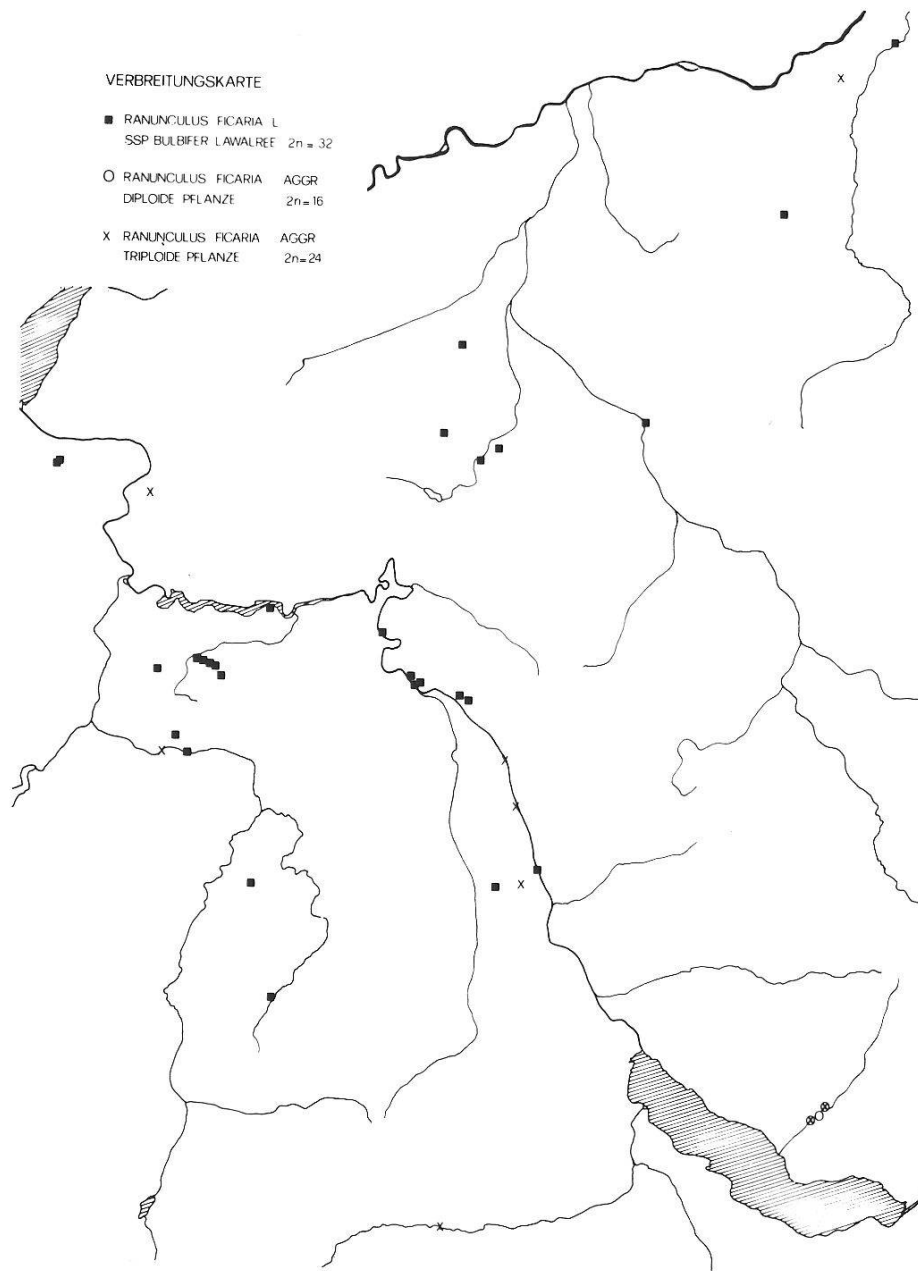 VERBREITUNGSKARTE
■ RANUNCULUS FICARIA L
SSP BULBIFER LAWALREE 2n = 32
O RANUNCULUS FICARIA AGGR
DIPLOIDE PFLANZE 2n=16
X RANUNCULUS FICARIA AGGR
TRIPLOIDE PFLANZE 2n=24